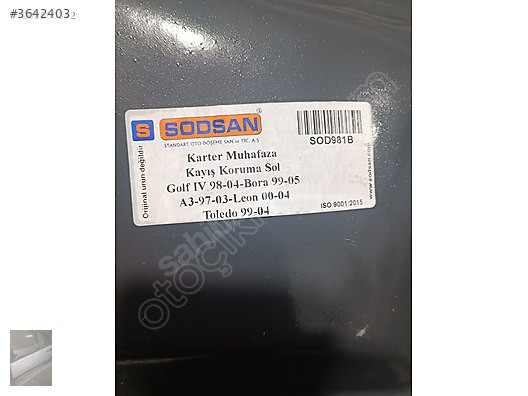 #3642403
S SODSAN®
STANDART OTO DÖŞEME SAN.ve TİC. A.Ş
SOD981B
Orijinal ürün değildir
Karter Muhafaza
Kayış Koruma Sol
Golf IV 98-04-Bora 99-05
A3-97-03-Leon 00-04
Toledo 99-04
www.sodsan.com
ISO 9001:2015